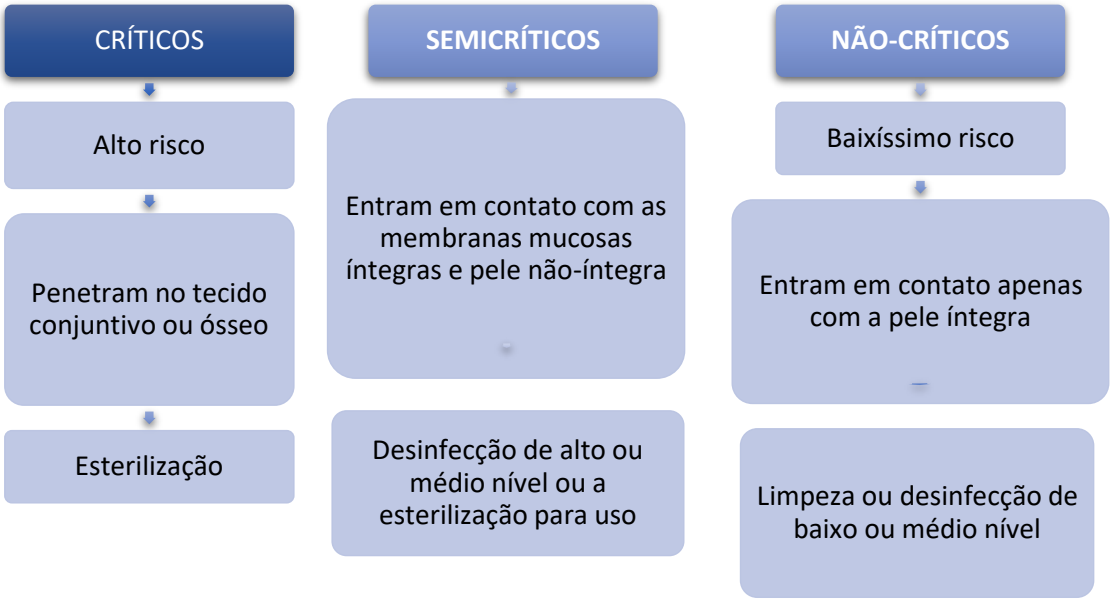 CRÍTICOS
Alto risco
Penetram no tecido
conjuntivo ou ósseo
Esterilização
SEMICRÍTICOS
Entram em contato com as
membranas mucosas
íntegras e pele não-íntegra
Desinfecção de alto ou
médio nível ou a
esterilização para uso
NÃO-CRÍTICOS
Baixíssimo risco
Entram em contato apenas
com a pele íntegra
Limpeza ou desinfecção de
baixo ou médio nível